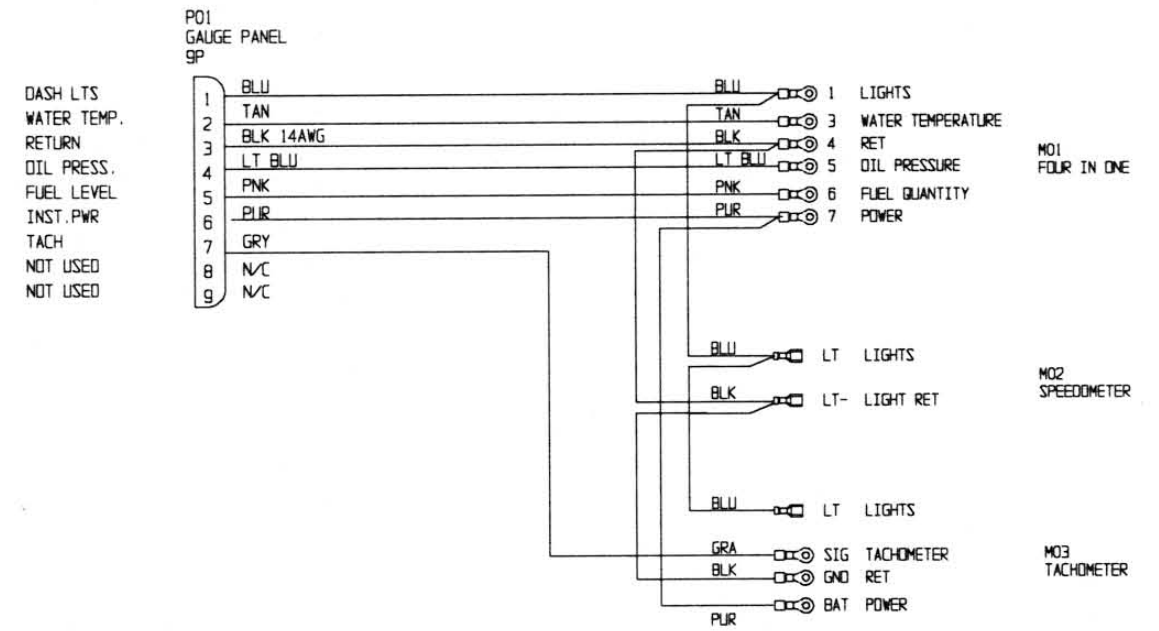 P01
GAUGE PANEL
9P
DASH LTS 1 BLU BLU 1 LIGHTS
WATER TEMP. 2 TAN TAN 3 WATER TEMPERATURE
RETURN 3 BLK 14AWG BLK 4 RET
OIL PRESS. 4 LT BLU LT BLU 5 OIL PRESSURE
FUEL LEVEL 5 PNK PNK 6 FUEL QUANTITY
INST.PWR 6 PUR PUR 7 POWER
TACH 7 GRY
NOT USED 8 N/C
NOT USED 9 N/C
M01
FOUR IN ONE
BLU LT LIGHTS
BLK LT- LIGHT RET
M02
SPEEDOMETER
BLU LT LIGHTS
GRA SIG TACHOMETER
BLK GND RET
PUR BAT POWER
M03
TACHOMETER